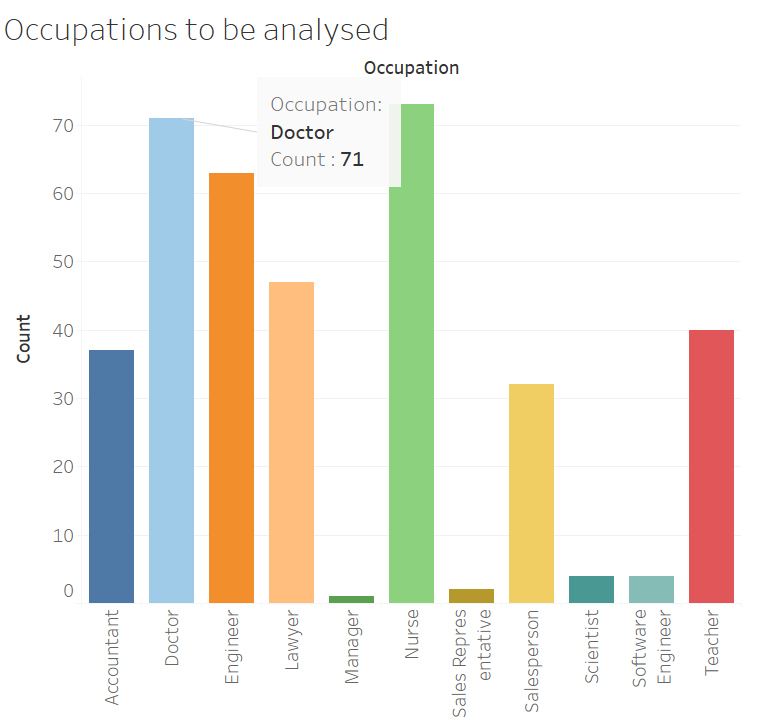 Occupations to be analysed
Occupation
Occupation:
Doctor
Count : 71
Count
70
60
50
40
30
20
10
0
Accountant
Doctor
Engineer
Lawyer
Manager
Nurse
Sales Repres
entative
Salesperson
Scientist
Software
Engineer
Teacher